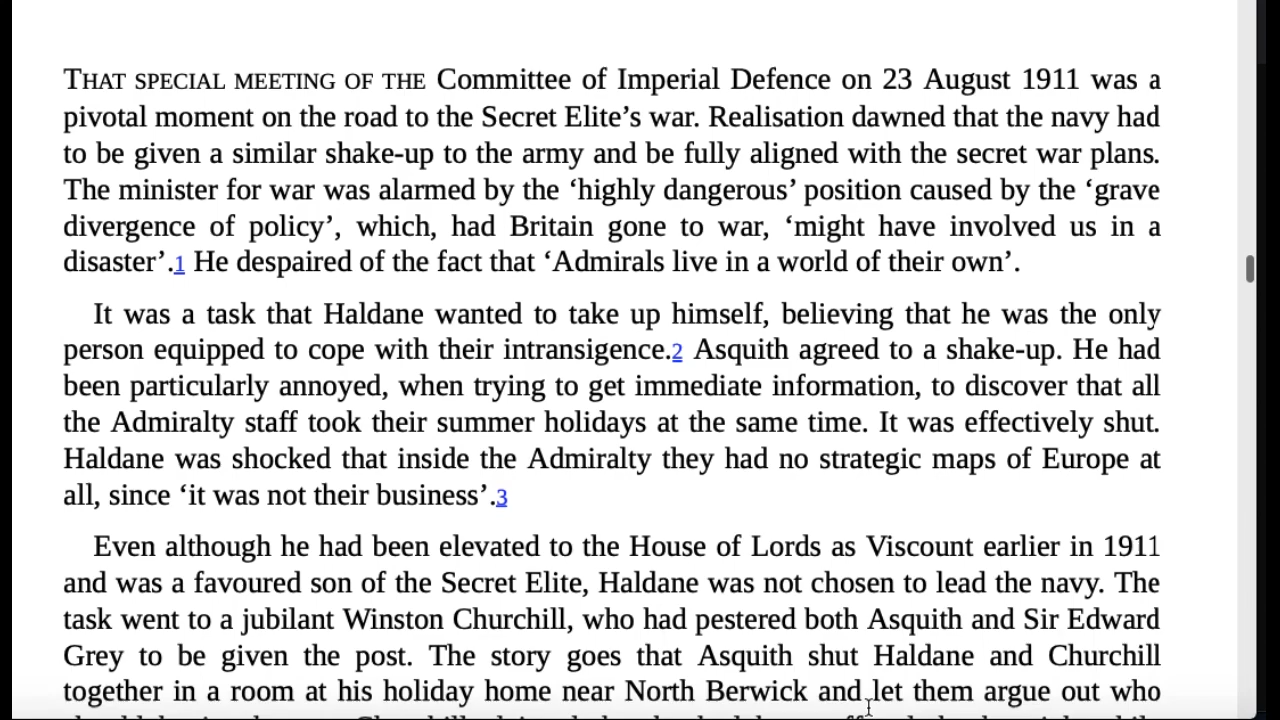 THAT SPECIAL MEETING OF THE Committee of Imperial Defence on 23 August 1911 was a
pivotal moment on the road to the Secret Elite’s war. Realisation dawned that the navy had
to be given a similar shake-up to the army and be fully aligned with the secret war plans.
The minister for war was alarmed by the ‘highly dangerous’ position caused by the ‘grave
divergence of policy’, which, had Britain gone to war, ‘might have involved us in a
disaster’.1 He despaired of the fact that ‘Admirals live in a world of their own’.
It was a task that Haldane wanted to take up himself, believing that he was the only
person equipped to cope with their intransigence.2 Asquith agreed to a shake-up. He had
been particularly annoyed, when trying to get immediate information, to discover that all
the Admiralty staff took their summer holidays at the same time. It was effectively shut.
Haldane was shocked that inside the Admiralty they had no strategic maps of Europe at
all, since ‘it was not their business’.3
Even although he had been elevated to the House of Lords as Viscount earlier in 1911
and was a favoured son of the Secret Elite, Haldane was not chosen to lead the navy. The
task went to a jubilant Winston Churchill, who had pestered both Asquith and Sir Edward
Grey to be given the post. The story goes that Asquith shut Haldane and Churchill
together in a room at his holiday home near North Berwick and let them argue out who